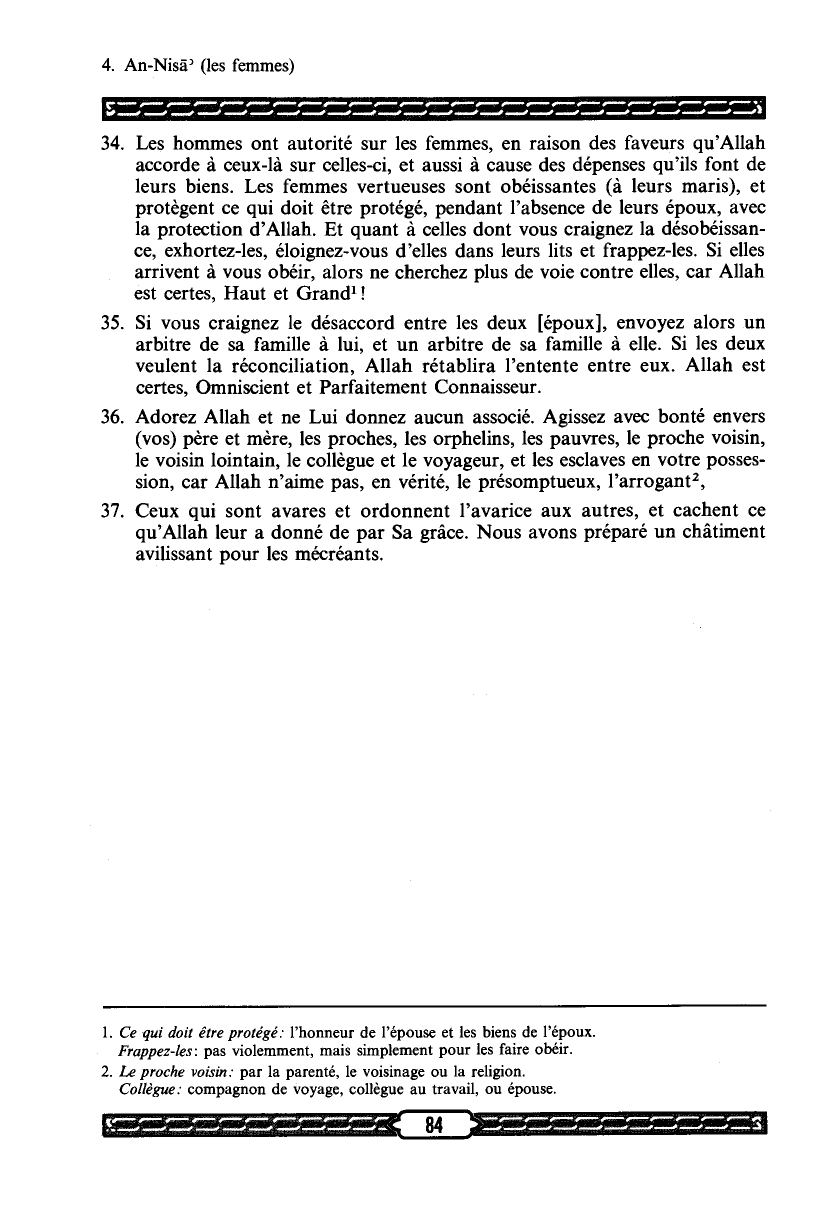 4. An-Nisāʾ (les femmes)
34. Les hommes ont autorité sur les femmes, en raison des faveurs qu’Allah
accorde à ceux-là sur celles-ci, et aussi à cause des dépenses qu’ils font de
leurs biens. Les femmes vertueuses sont obéissantes (à leurs maris), et
protègent ce qui doit être protégé, pendant l’absence de leurs époux, avec
la protection d’Allah. Et quant à celles dont vous craignez la désobéissan-
ce, exhortez-les, éloignez-vous d’elles dans leurs lits et frappez-les. Si elles
arrivent à vous obéir, alors ne cherchez plus de voie contre elles, car Allah
est certes, Haut et Grand¹ !
35. Si vous craignez le désaccord entre les deux [époux], envoyez alors un
arbitre de sa famille à lui, et un arbitre de sa famille à elle. Si les deux
veulent la réconciliation, Allah rétablira l’entente entre eux. Allah est
certes, Omniscient et Parfaitement Connaisseur.
36. Adorez Allah et ne Lui donnez aucun associé. Agissez avec bonté envers
(vos) père et mère, les proches, les orphelins, les pauvres, le proche voisin,
le voisin lointain, le collègue et le voyageur, et les esclaves en votre posses-
sion, car Allah n’aime pas, en vérité, le présomptueux, l’arrogant²,
37. Ceux qui sont avares et ordonnent l’avarice aux autres, et cachent ce
qu’Allah leur a donné de par Sa grâce. Nous avons préparé un châtiment
avilissant pour les mécréants.
1. Ce qui doit être protégé : l’honneur de l’épouse et les biens de l’époux.
Frappez-les : pas violemment, mais simplement pour les faire obéir.
2. Le proche voisin : par la parenté, le voisinage ou la religion.
Collègue : compagnon de voyage, collègue au travail, ou épouse.
84